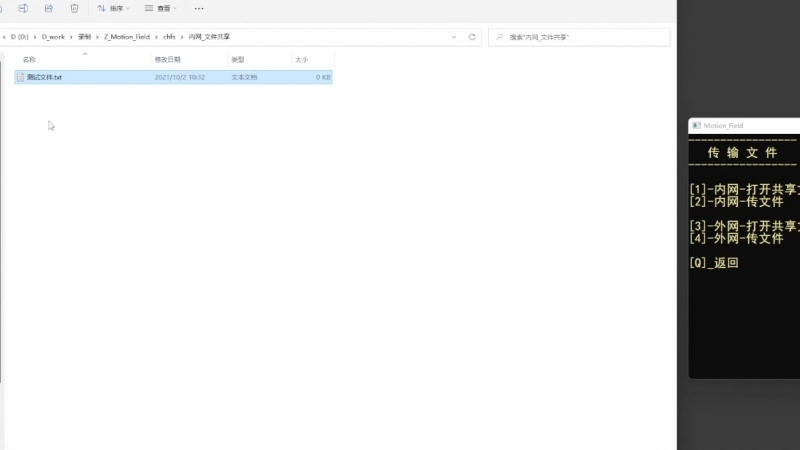 排序 查看 ...
D (D:) > D_work > 录制 > Z_Motion_Field > chfs > 内网_文件共享
搜索"内网_文件共享"
名称 修改日期 类型 大小
测试文件.txt 2021/10/2 10:32 文本文档 0 KB
Motion_Field
传 输 文 件
[1]-内网-打开共享文
[2]-内网-传文件
[3]-外网-打开共享文
[4]-外网-传文件
[Q]_返回